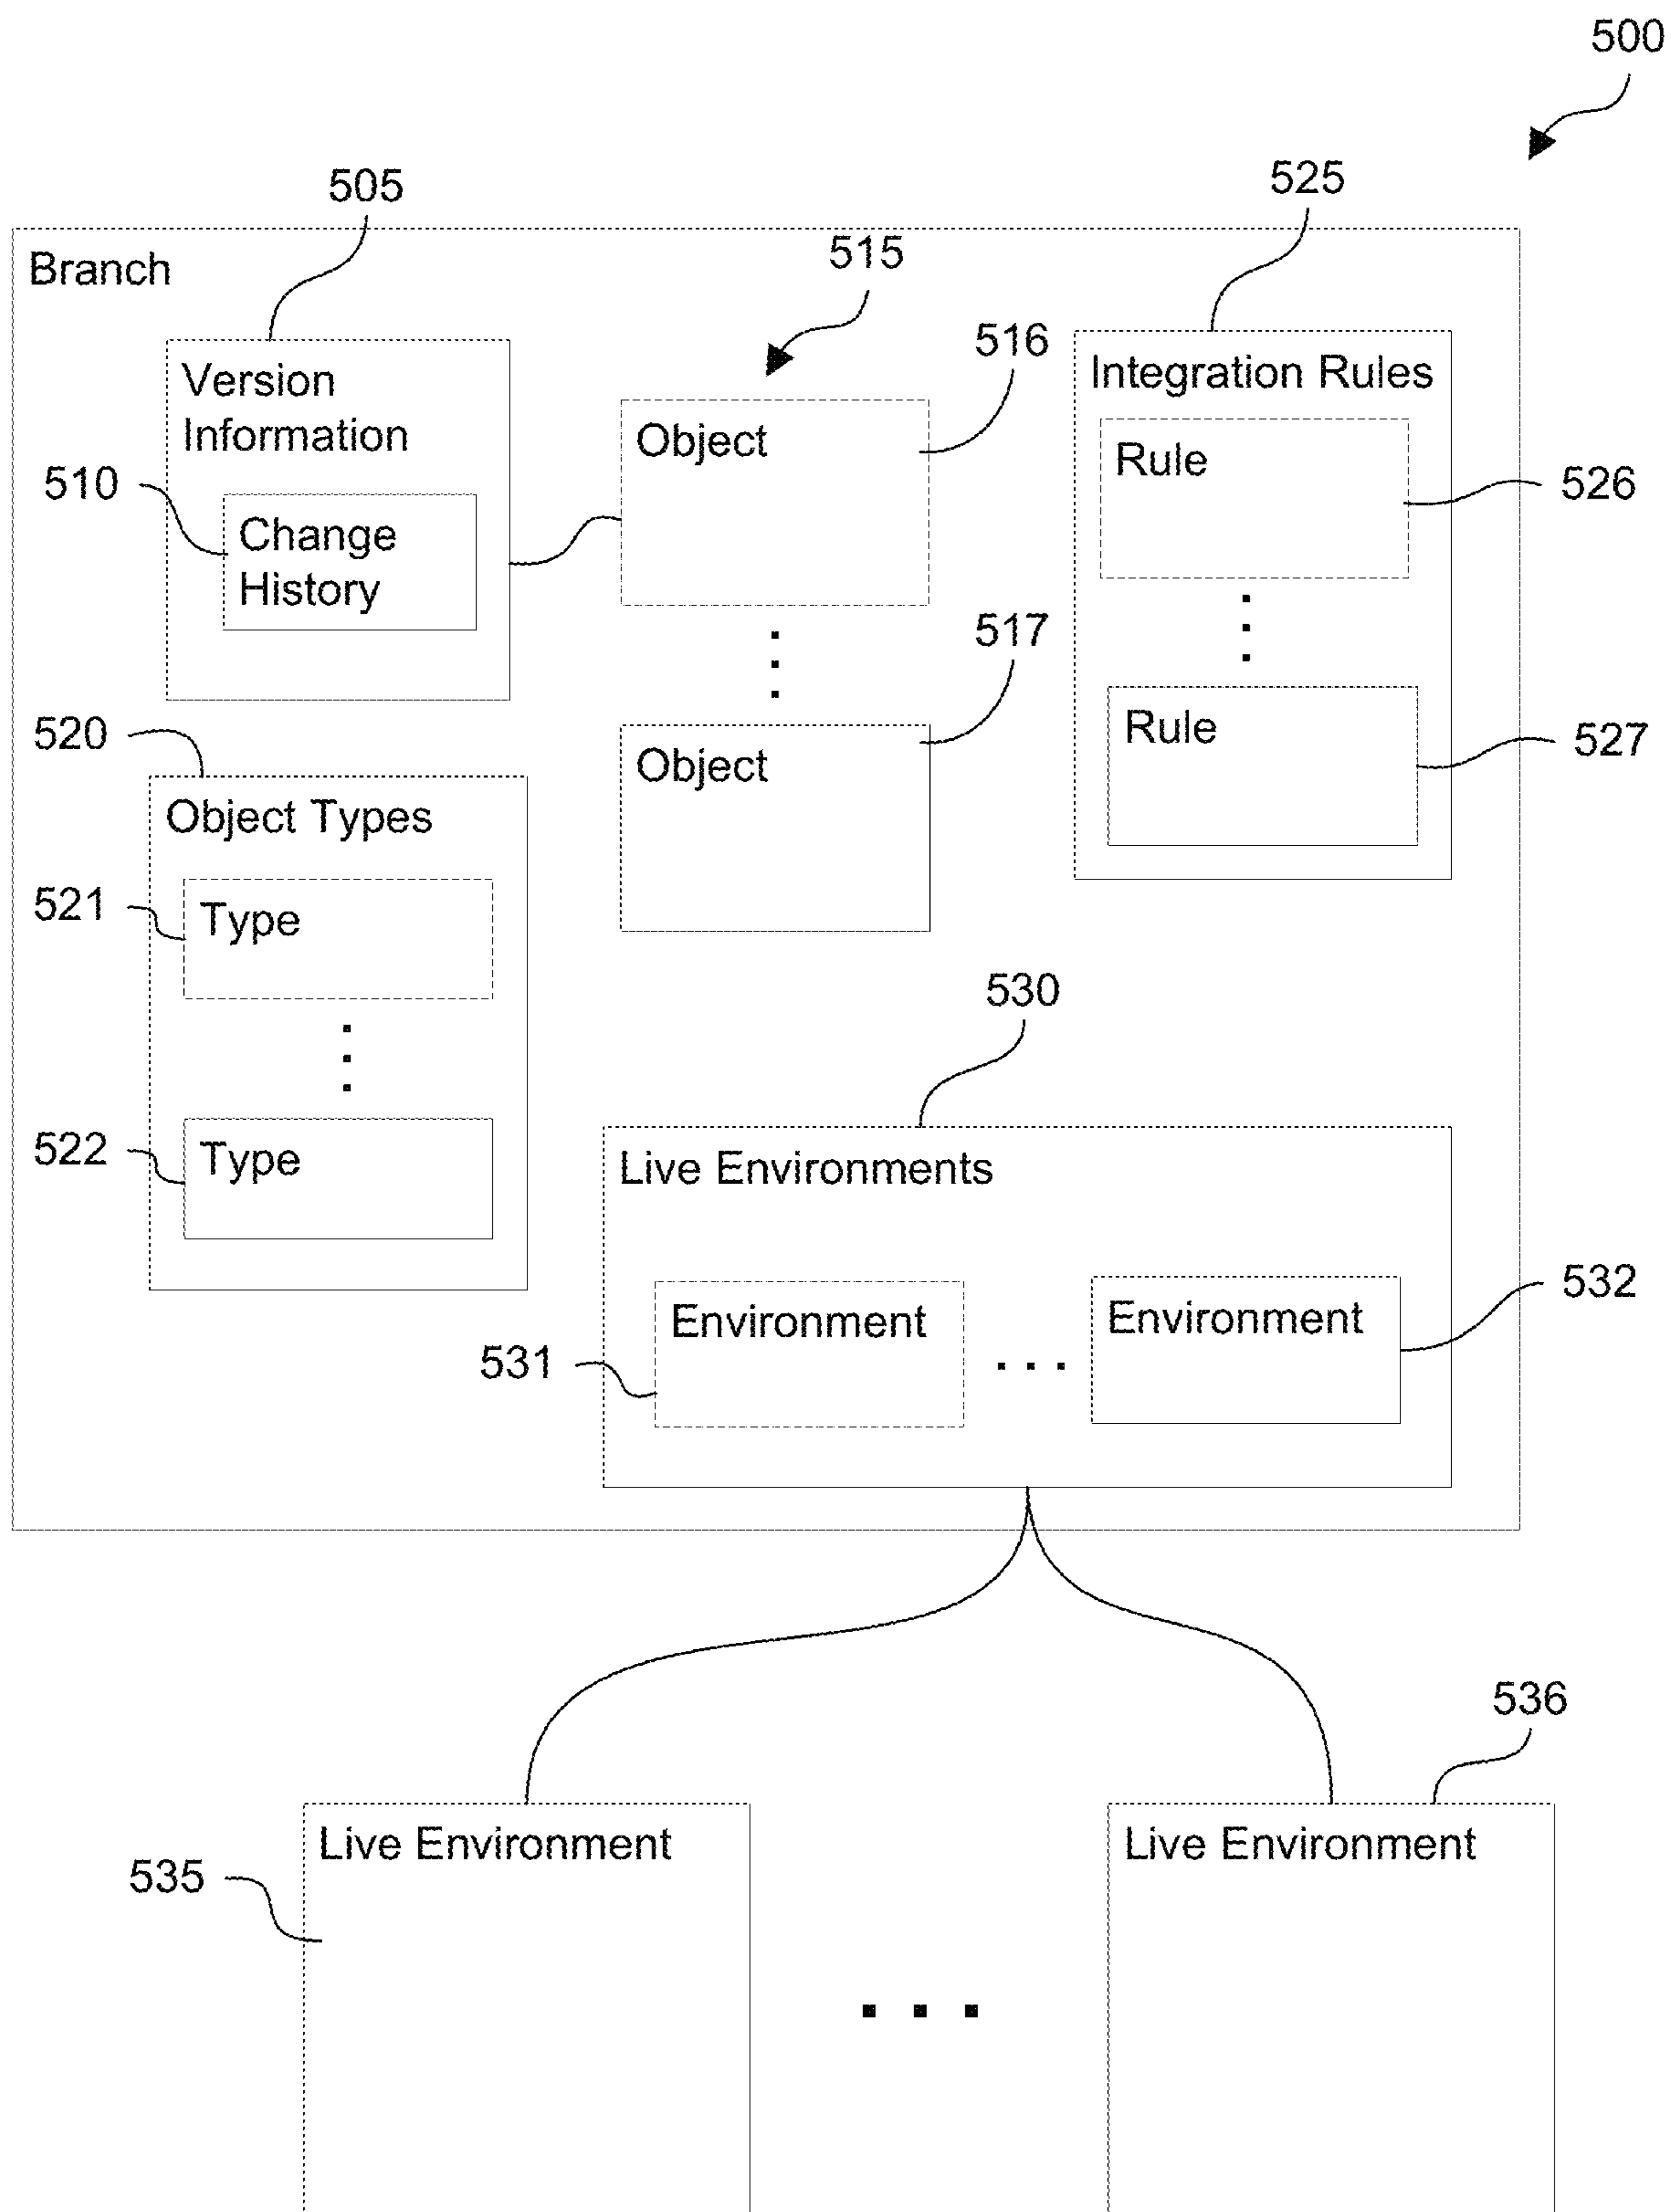 500
505
525
Branch
515
516
Version
Information
Object
Integration Rules
Rule
510
526
Change
History
517
520
Object
Rule
527
Object Types
521
Type
530
522
Type
Live Environments
532
Environment
Environment
531
536
Live Environment
Live Environment
535